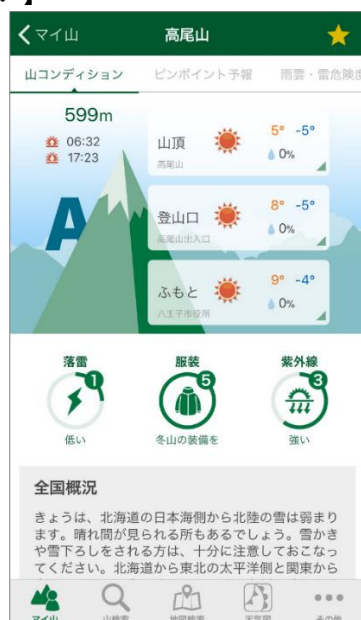 マイ山
高尾山
山コンディション
ピンポイント予報
雨雲・雷危険度
599m
06:32
17:23
A
山頂
高尾山
5° -5°
0%
登山口
高尾山出入口
8° -5°
0%
ふもと
八王子市役所
9° -4°
0%
落雷
1
低い
服装
5
冬山の装備を
紫外線
3
強い
全国概況
きょうは、北海道の日本海側から北陸の雪は弱まり
ます。晴れ間が見られる所もあるでしょう。雪かき
や雪下ろしをされる方は、十分に注意しておこなっ
てください。北海道から東北の太平洋側と関東から
マイ山
山検索
地図検索
天気図
その他